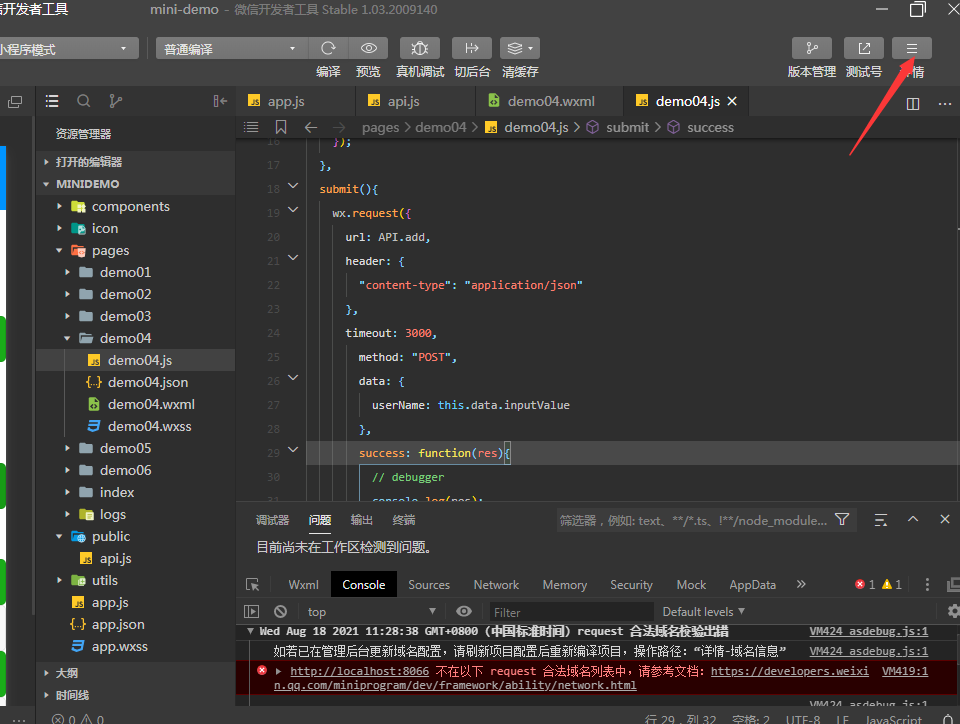 信开发者工具
mini-demo - 微信开发者工具 Stable 1.03.2009140
小程序模式
普通编译
编译 预览 真机调试 切后台 清缓存
版本管理 测试号 详情
app.js api.js demo04.wxml demo04.js
资源管理器
pages > demo04 > demo04.js > submit > success
打开的编辑器
MINIDEMO
components
icon
pages
demo01
demo02
demo03
demo04
demo04.js
demo04.json
demo04.wxml
demo04.wxss
demo05
demo06
index
logs
public
api.js
utils
app.js
app.json
app.wxss
大纲
时间线
16 });
17 },
18 submit(){
19 wx.request({
20 url: API.add,
21 header: {
22 "content-type": "application/json"
23 },
24 timeout: 3000,
25 method: "POST",
26 data: {
27 userName: this.data.inputValue
28 },
29 success: function(res){
30 // debugger
31 console.log(res);
调试器 问题 输出 终端
筛选器，例如: text、**/*.ts、!**/node_module...
目前尚未在工作区检测到问题。
Wxml Console Sources Network Memory Security Mock AppData » 1 1
top Filter Default levels
Wed Aug 18 2021 11:28:38 GMT+0800 (中国标准时间) request 合法域名校验出错 VM424 asdebug.js:1
如若已在管理后台更新域名配置，请刷新项目配置后重新编译项目，操作路径：“详情-域名信息” VM424 asdebug.js:1
http://localhost:8066 不在以下 request 合法域名列表中，请参考文档：https://developers.weixi VM419:1
n.qq.com/miniprogram/dev/framework/ability/network.html
VM424 asdebug.js:1
0 0 行 29，列 32 空格: 2 UTF-8 LF JavaScript